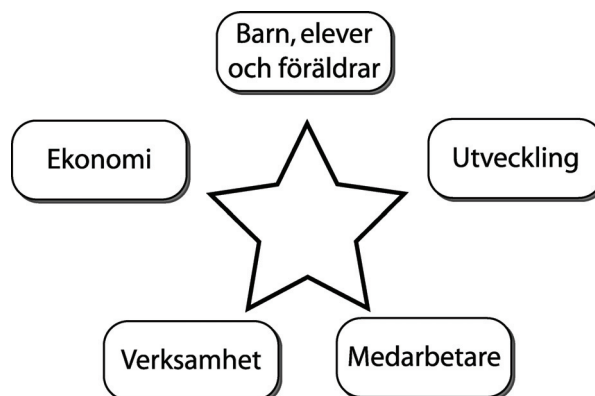 Barn, elever
och föräldrar
Ekonomi
Utveckling
Verksamhet
Medarbetare